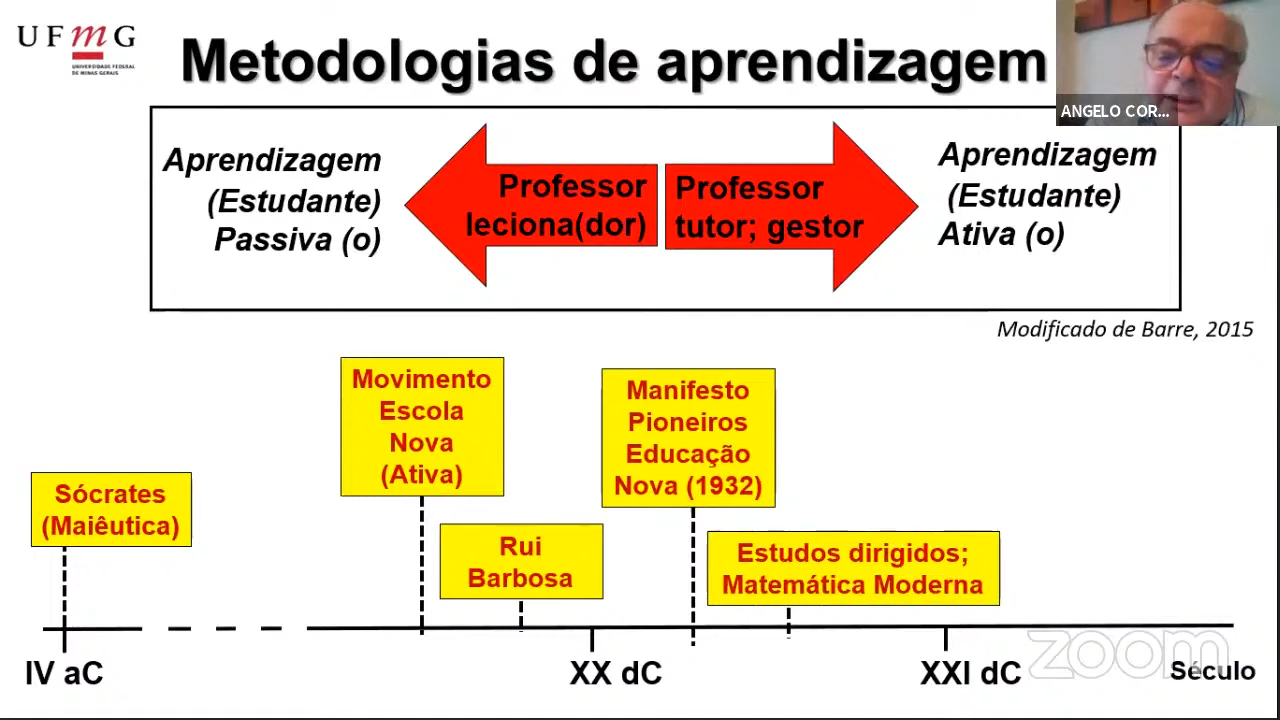 UFmG
UNIVERSIDADE FEDERAL
DE MINAS GERAIS
Metodologias de aprendizagem
ANGELO COR...
Aprendizagem
(Estudante)
Passiva (o)
Professor
leciona(dor)
Professor
tutor; gestor
Aprendizagem
(Estudante)
Ativa (o)
Modificado de Barre, 2015
Sócrates
(Maiêutica)
Movimento
Escola
Nova
(Ativa)
Rui
Barbosa
Manifesto
Pioneiros
Educação
Nova (1932)
Estudos dirigidos;
Matemática Moderna
IV aC
XX dC
XXI dC
Século
zoom